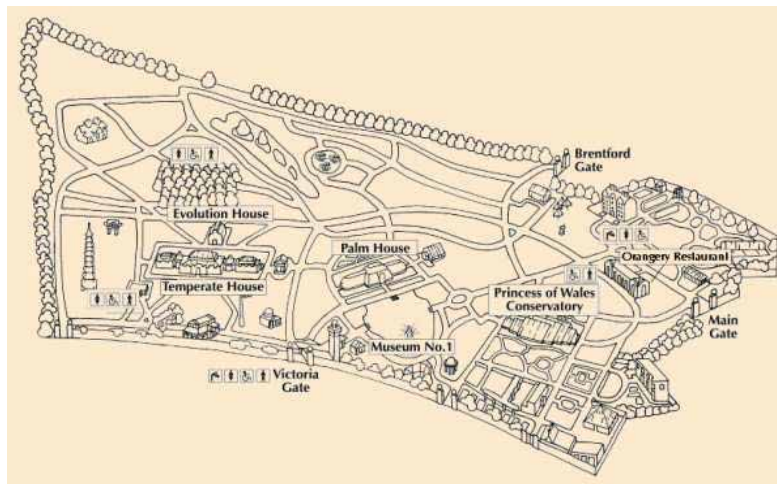 Brentford
Gate
Evolution House
Palm House
Orangery Restaurant
Temperate House
Princess of Wales
Conservatory
Main
Gate
Museum No.1
Victoria
Gate